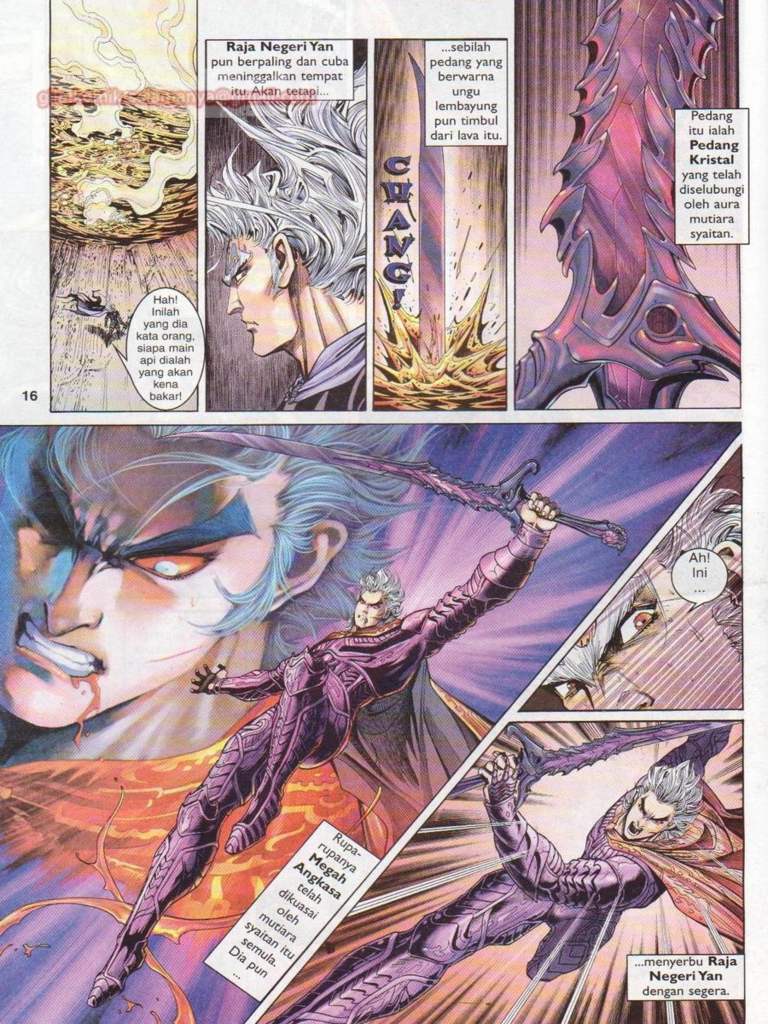 Hah!
Inilah
yang dia
kata orang,
siapa main
api dialah
yang akan
kena
bakar!
Raja Negeri Yan
pun berpaling dan cuba
meninggalkan tempat
itu. Akan tetapi...
...sebilah
pedang yang
berwarna
ungu
lembayung
pun timbul
dari lava itu.
CHANG!
Pedang
itu ialah
Pedang
Kristal
yang telah
diselubungi
oleh aura
mutiara
syaitan.
16
Ah!
Ini
...
Rupa-
rupanya
Megah
Angkasa
telah
dikuasai
oleh
mutiara
syaitan itu
semula.
Dia pun
...
...menyerbu Raja
Negeri Yan
dengan segera.